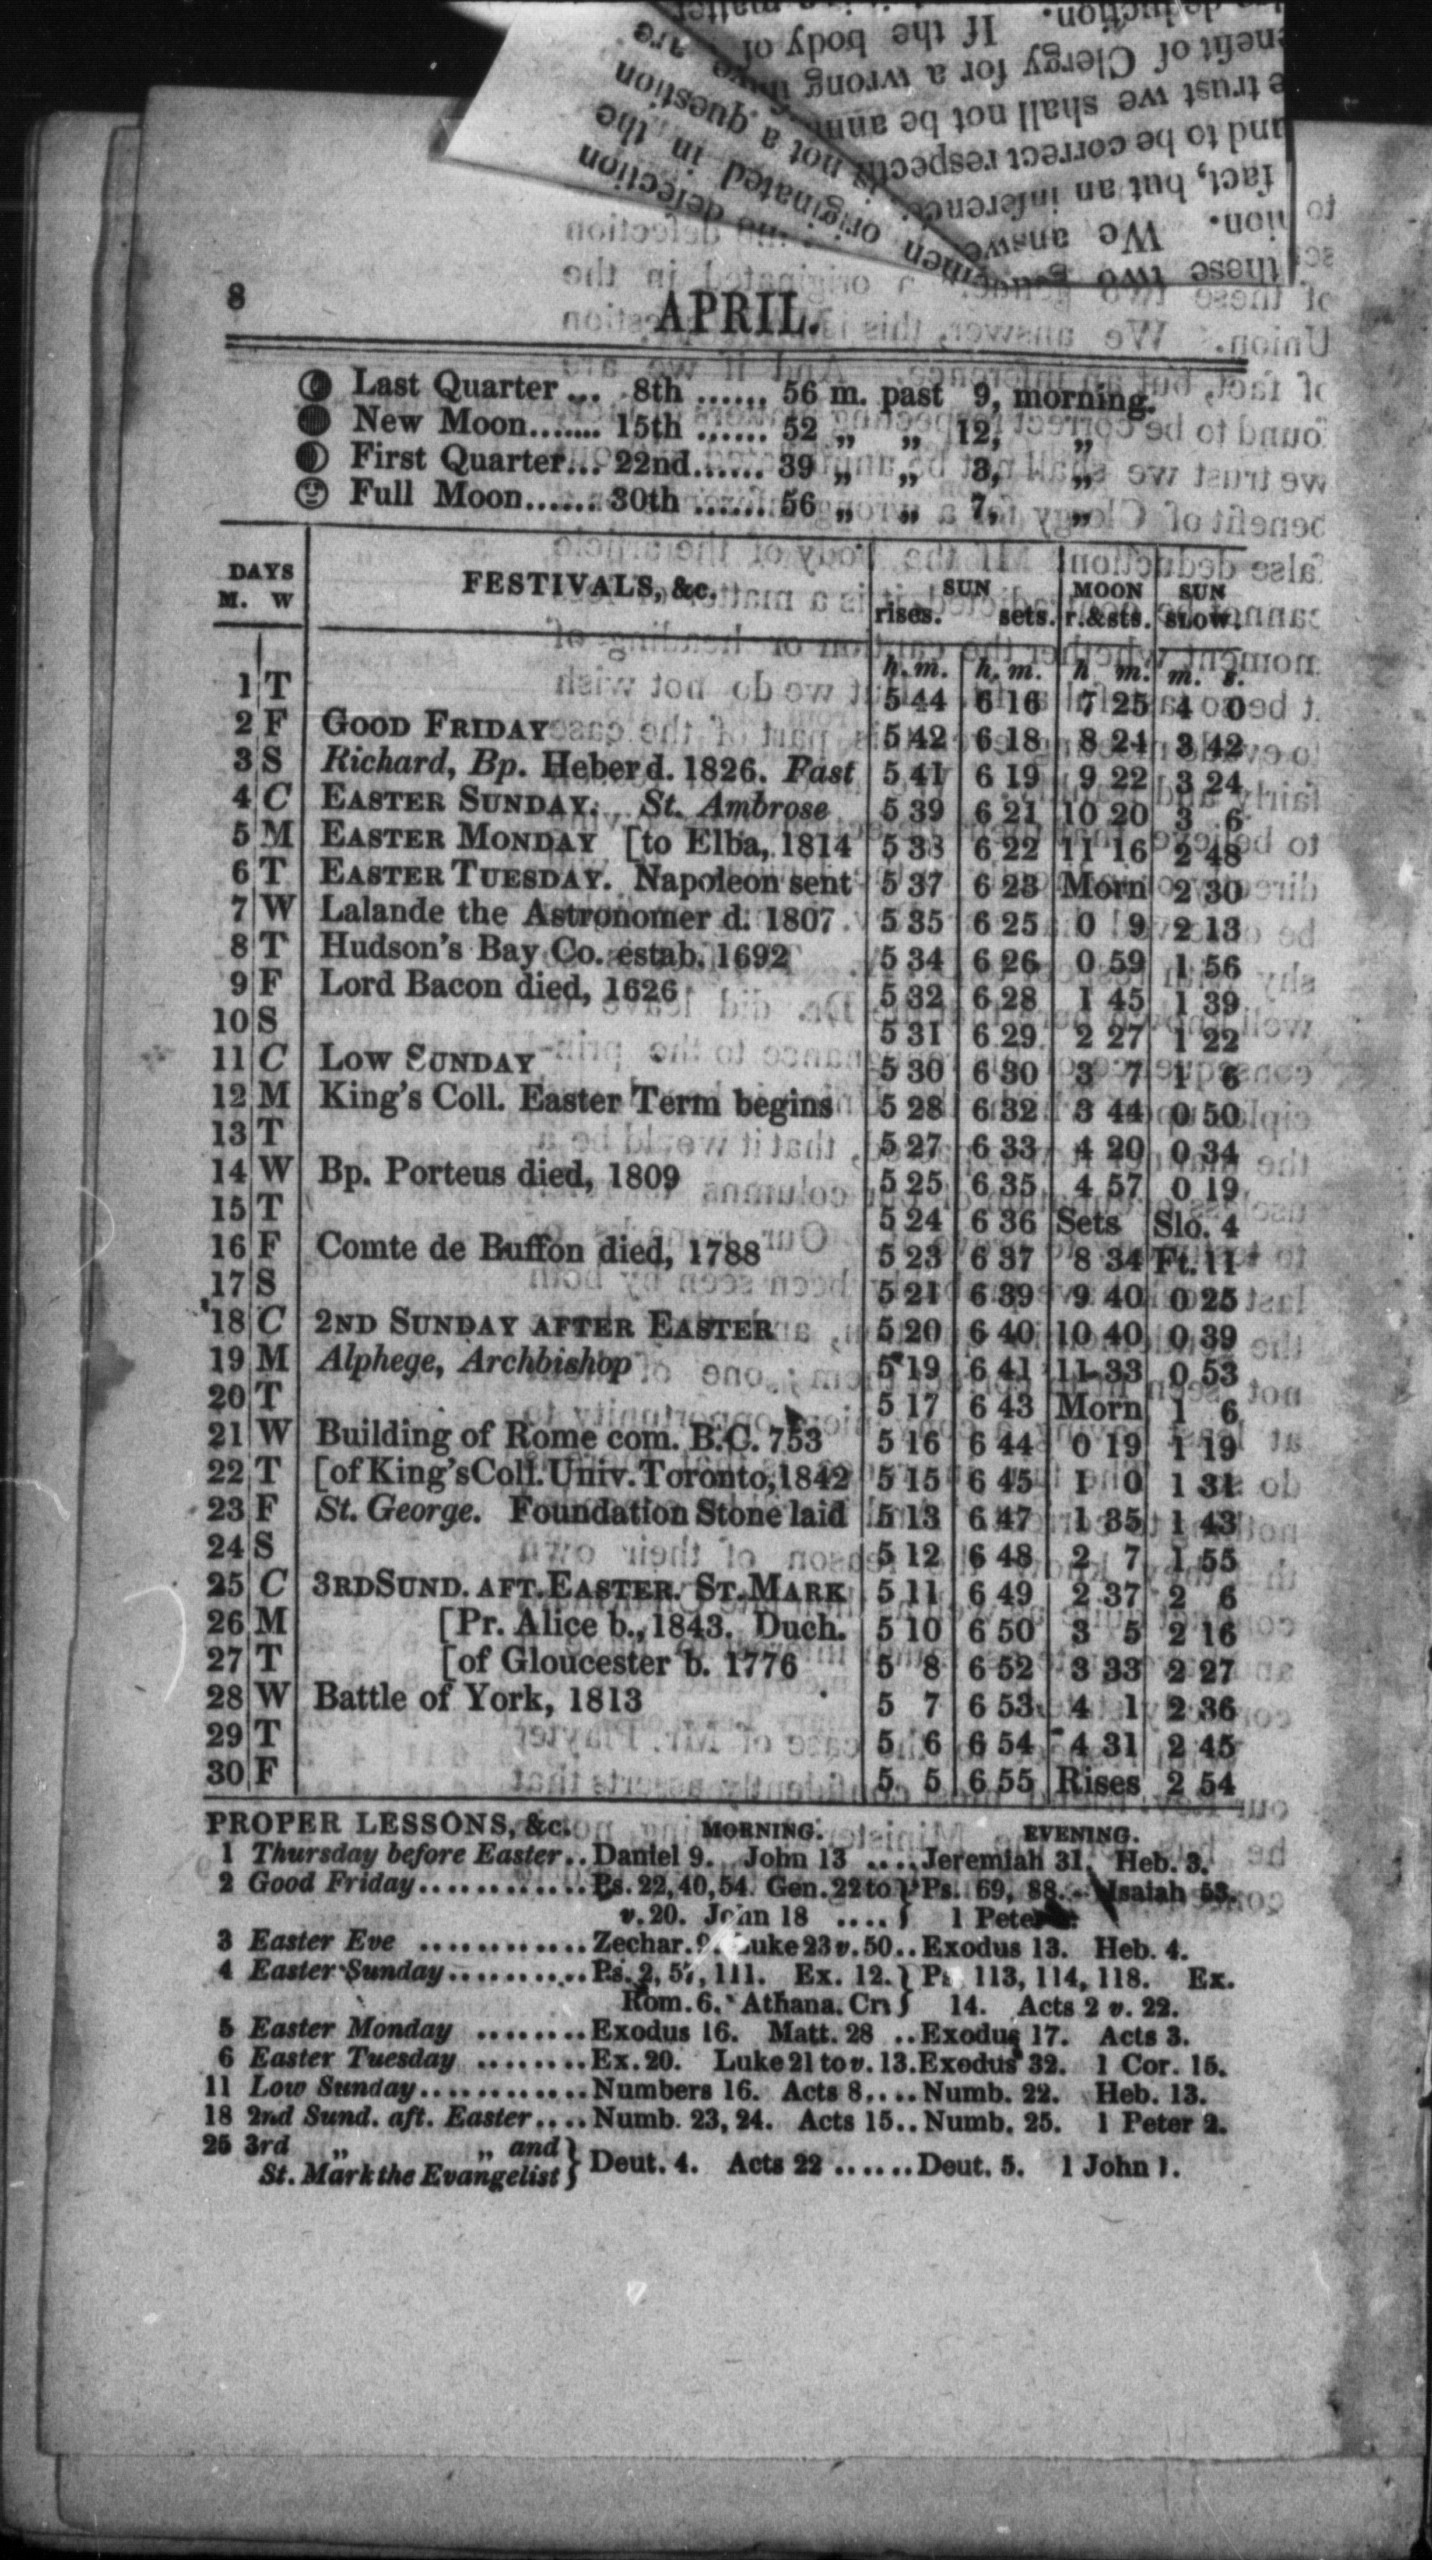 8
APRIL.
Last Quarter ... 8th ...... 56 m. past 9, morning.
New Moon....... 15th ...... 52 „ „ 12, „
First Quarter... 22nd...... 39 „ „ 3, „
Full Moon....... 30th ...... 56 „ „ 7, „
DAYS M. W FESTIVALS, &c. SUN rises. sets. MOON r.&sts. SUN SLOW.
h. m. h. m. h m. m. s.
1 T 5 44 6 16 7 25 4 0
2 F GOOD FRIDAY 5 42 6 18 8 24 3 42
3 S Richard, Bp. Heber d. 1826. Fast 5 41 6 19 9 22 3 24
4 C EASTER SUNDAY. St. Ambrose 5 39 6 21 10 20 3 6
5 M EASTER MONDAY [to Elba, 1814 5 38 6 22 11 16 2 48
6 T EASTER TUESDAY. Napoleon sent 5 37 6 23 Morn 2 30
7 W Lalande the Astronomer d. 1807 5 35 6 25 0 9 2 13
8 T Hudson's Bay Co. estab. 1692 5 34 6 26 0 59 1 56
9 F Lord Bacon died, 1626 5 32 6 28 1 45 1 39
10 S 5 31 6 29 2 27 1 22
11 C LOW SUNDAY 5 30 6 30 3 7 1 6
12 M King's Coll. Easter Term begins 5 28 6 32 3 44 0 50
13 T 5 27 6 33 4 20 0 34
14 W Bp. Porteus died, 1809 5 25 6 35 4 57 0 19
15 T 5 24 6 36 Sets Slo. 4
16 F Comte de Buffon died, 1788 5 23 6 37 8 34 Ft. 11
17 S 5 21 6 39 9 40 0 25
18 C 2ND SUNDAY AFTER EASTER 5 20 6 40 10 40 0 39
19 M Alphege, Archbishop 5 19 6 41 11 33 0 53
20 T 5 17 6 43 Morn 1 6
21 W Building of Rome com. B.C. 753 5 16 6 44 0 19 1 19
22 T [of King's Coll. Univ. Toronto, 1842 5 15 6 45 1 0 1 31
23 F St. George. Foundation Stone laid 5 13 6 47 1 35 1 43
24 S 5 12 6 48 2 7 1 55
25 C 3RD SUND. AFT. EASTER. ST. MARK 5 11 6 49 2 37 2 6
26 M [Pr. Alice b., 1843. Duch. 5 10 6 50 3 5 2 16
27 T [of Gloucester b. 1776 5 8 6 52 3 33 2 27
28 W Battle of York, 1813 5 7 6 53 4 1 2 36
29 T 5 6 6 54 4 31 2 45
30 F 5 5 6 55 Rises 2 54
PROPER LESSONS, &c. MORNING. EVENING.
1 Thursday before Easter.. Daniel 9. John 13 .... Jeremiah 31. Heb. 3.
2 Good Friday............ Ps. 22, 40, 54. Gen. 22 to } Ps. 69, 88. Isaiah 53.
v. 20. John 18 .... } 1 Peter
3 Easter Eve ............ Zechar. 9. Luke 23 v. 50.. Exodus 13. Heb. 4.
4 Easter Sunday.......... Ps. 2, 57, 111. Ex. 12. } Ps. 113, 114, 118. Ex.
Rom. 6. Athana. Cr. } 14. Acts 2 v. 22.
5 Easter Monday ........ Exodus 16. Matt. 28 .. Exodus 17. Acts 3.
6 Easter Tuesday ........ Ex. 20. Luke 21 to v. 13. Exodus 32. 1 Cor. 15.
11 Low Sunday............ Numbers 16. Acts 8.... Numb. 22. Heb. 13.
18 2nd Sund. aft. Easter.... Numb. 23, 24. Acts 15.. Numb. 25. 1 Peter 2.
25 3rd „ „ and }
St. Mark the Evangelist } Deut. 4. Acts 22 ...... Deut. 5. 1 John 1.